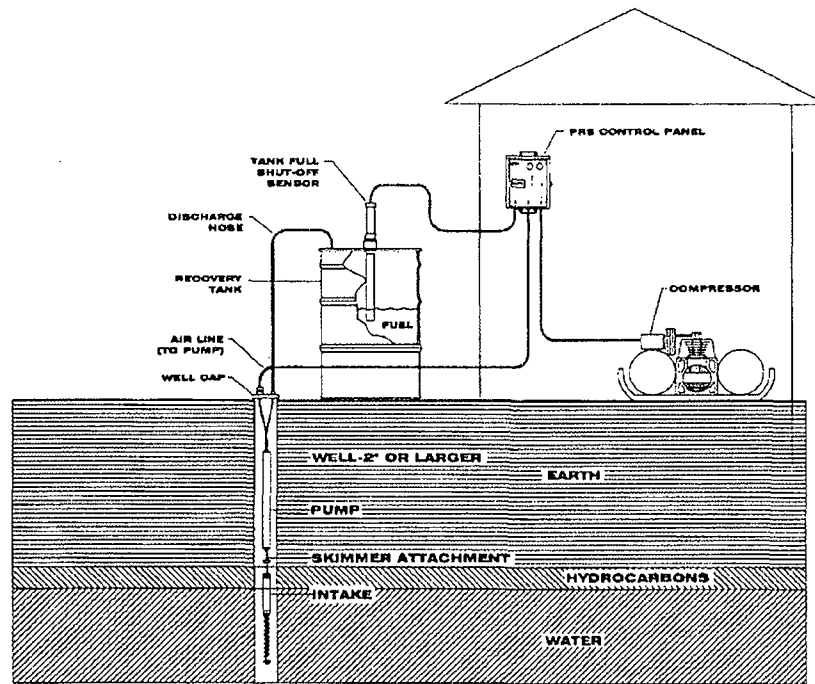 PRS CONTROL PANEL
TANK FULL
SHUT-OFF
SENSOR
DISCHARGE
HOSE
RECOVERY
TANK
COMPRESSOR
FUEL
AIR LINE
(TO PUMP)
WELL CAP
WELL-2" OR LARGER
EARTH
PUMP
SKIMMER ATTACHMENT
HYDROCARBONS
INTAKE
WATER